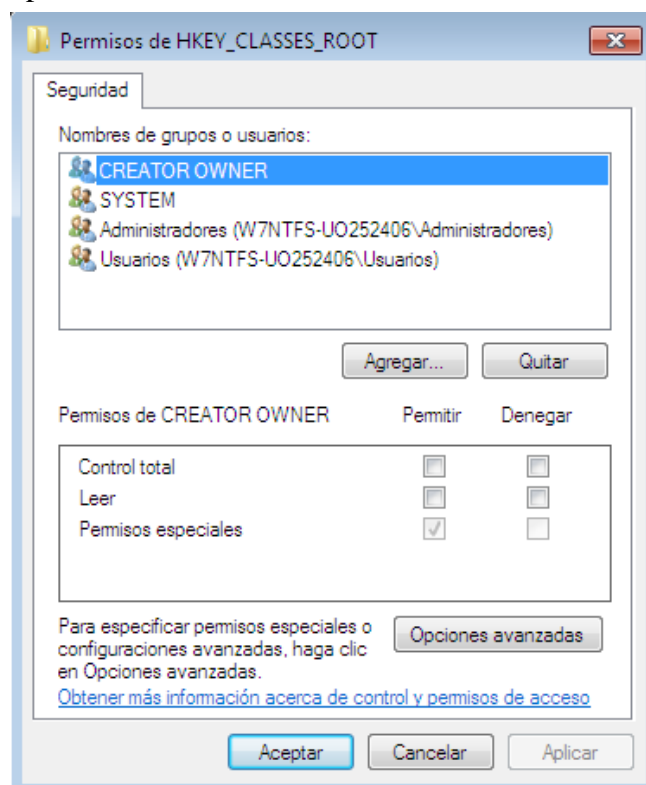 Permisos de HKEY_CLASSES_ROOT
Seguridad
Nombres de grupos o usuarios:
CREATOR OWNER
SYSTEM
Administradores (W7NTFS-UO252406\Administradores)
Usuarios (W7NTFS-UO252406\Usuarios)
Agregar...
Quitar
Permisos de CREATOR OWNER
Permitir
Denegar
Control total
Leer
Permisos especiales
Para especificar permisos especiales o
configuraciones avanzadas, haga clic
en Opciones avanzadas.
Opciones avanzadas
Obtener más información acerca de control y permisos de acceso
Aceptar
Cancelar
Aplicar